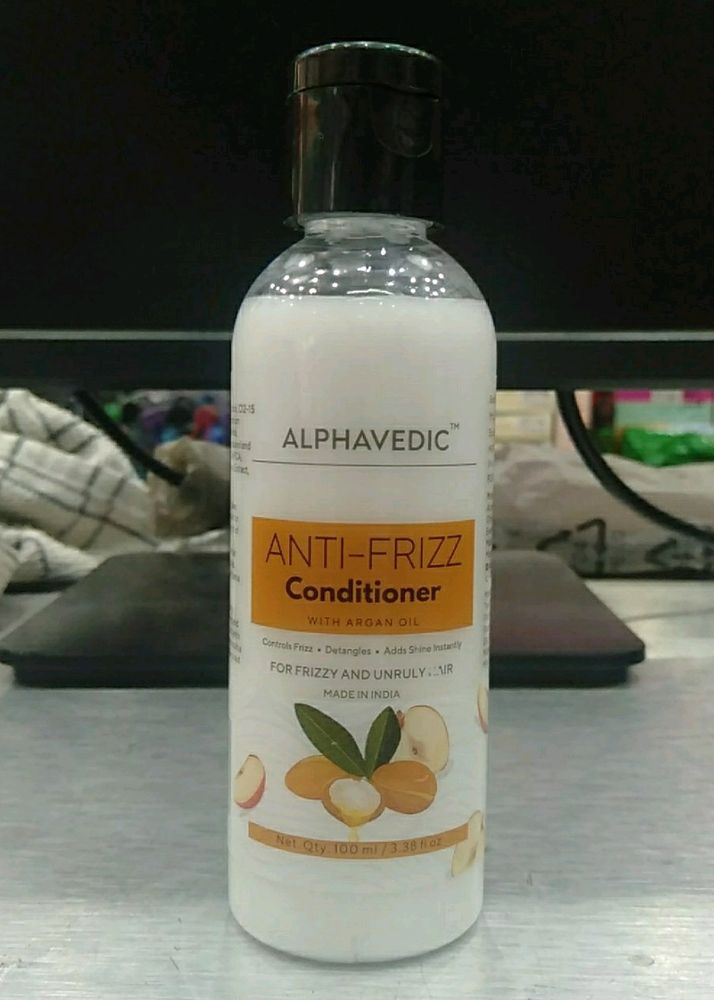 ALPHAVEDIC™
ANTI-FRIZZ
Conditioner
WITH ARGAN OIL
Controls Frizz • Detangles • Adds Shine Instantly
FOR FRIZZY AND UNRULY
MADE IN INDIA
Net. Qty. 100 ml / 3.38 fl oz